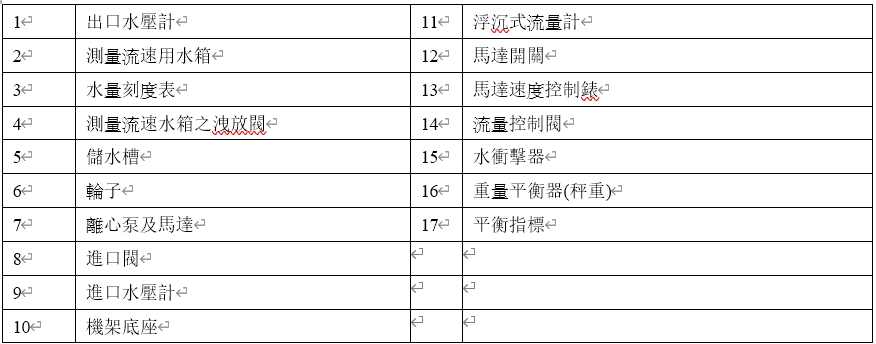 1 出口水壓計 11 浮沉式流量計
2 測量流速用水箱 12 馬達開關
3 水量刻度表 13 馬達速度控制錶
4 測量流速水箱之洩放閥 14 流量控制閥
5 儲水槽 15 水衝擊器
6 輪子 16 重量平衡器(秤重)
7 離心泵及馬達 17 平衡指標
8 進口閥
9 進口水壓計
10 機架底座